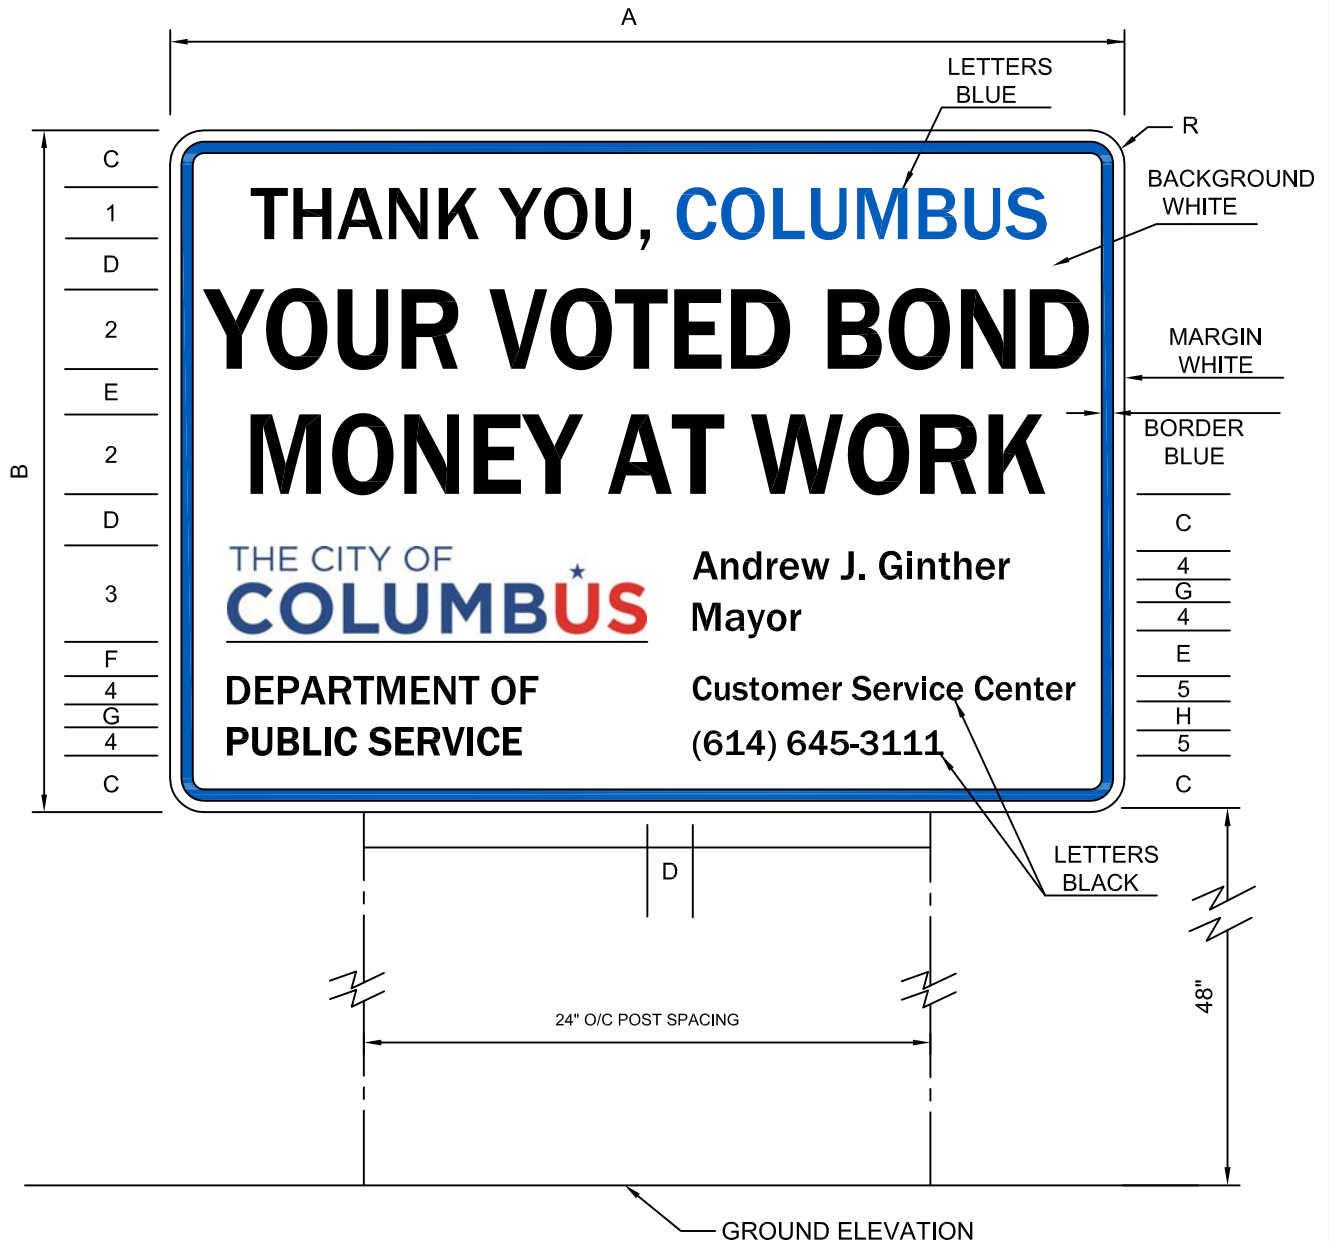 A
LETTERS
BLUE
R
BACKGROUND
WHITE
MARGIN
WHITE
BORDER
BLUE
B
C
1
D
2
E
2
D
3
F
4
G
4
C
THANK YOU, COLUMBUS
YOUR VOTED BOND
MONEY AT WORK
THE CITY OF
COLUMBUS
DEPARTMENT OF
PUBLIC SERVICE
Andrew J. Ginther
Mayor
Customer Service Center
(614) 645-3111
C
4
G
4
E
5
H
5
C
D
LETTERS
BLACK
48"
24" O/C POST SPACING
GROUND ELEVATION